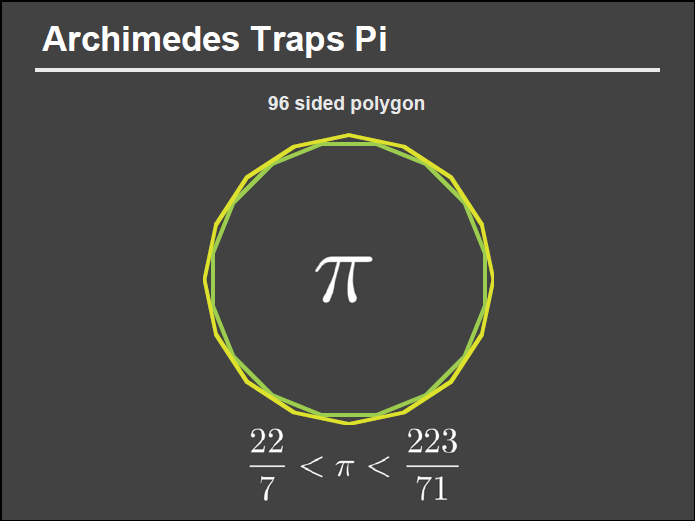 Archimedes Traps Pi
96 sided polygon
π
22/7 < π < 223/71